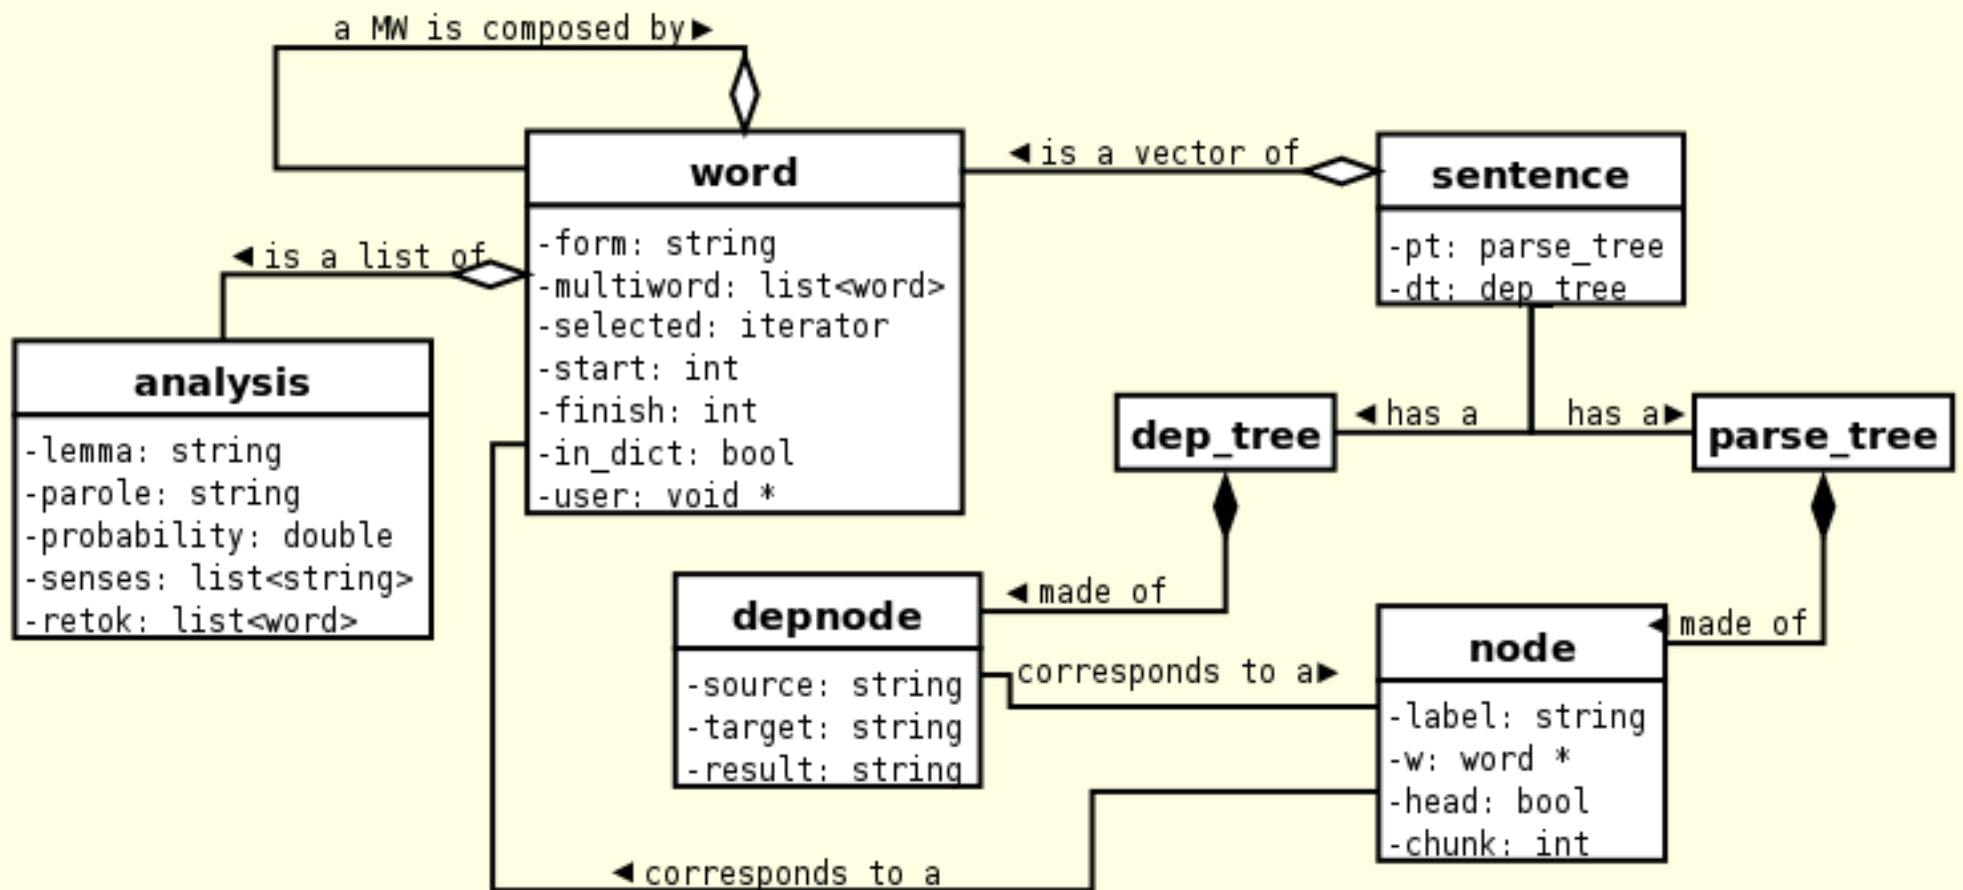 a MW is composed by►
word
-form: string
-multiword: list<word>
-selected: iterator
-start: int
-finish: int
-in_dict: bool
-user: void *
◄is a vector of
sentence
-pt: parse_tree
-dt: dep_tree
◄is a list of
analysis
-lemma: string
-parole: string
-probability: double
-senses: list<string>
-retok: list<word>
◄has a
has a►
dep_tree
parse_tree
◄made of
depnode
-source: string
-target: string
-result: string
◄made of
corresponds to a►
node
-label: string
-w: word *
-head: bool
-chunk: int
◄corresponds to a